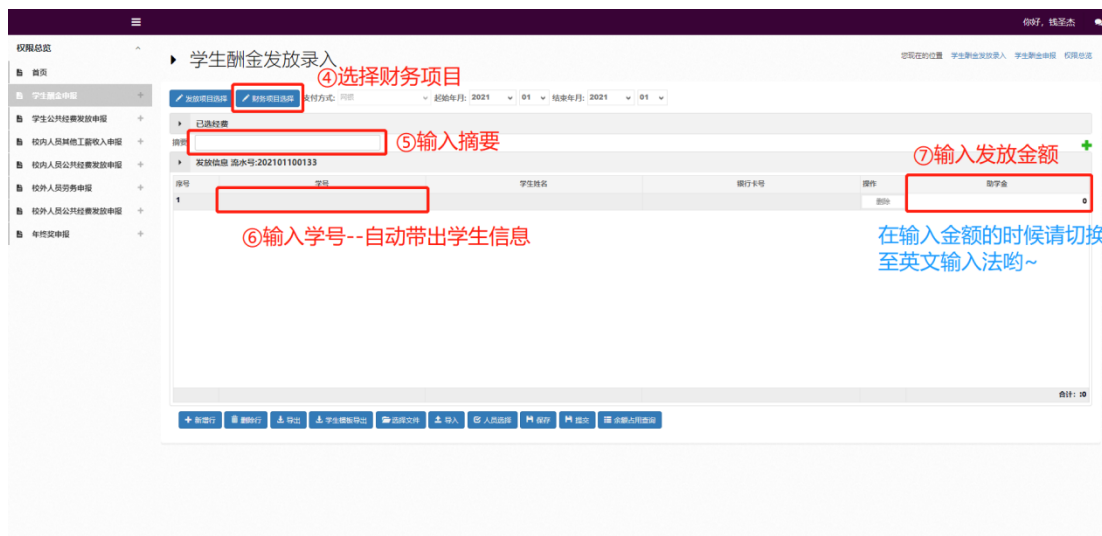 你好，钱圣杰
权限总览
首页
学生酬金申报
学生公共经费发放申报
校内人员其他工薪收入申报
校内人员公共经费发放申报
校外人员劳务申报
校外人员公共经费发放申报
年终奖申报
学生酬金发放录入
您现在的位置 学生酬金发放录入 学生酬金申报 权限总览
④选择财务项目
发放项目选择 财务项目选择 支付方式: 网银 起始年月: 2021 01 结束年月: 2021 01
已选经费
摘要
⑤输入摘要
⑦输入发放金额
发放信息 流水号:202101100133
序号 学号 学生姓名 银行卡号 操作 助学金
1 删除 0
⑥输入学号--自动带出学生信息
在输入金额的时候请切换
至英文输入法哟~
合计: :0
新增行 删除行 导出 学生模板导出 选择文件 导入 人员选择 保存 提交 余额占用查询